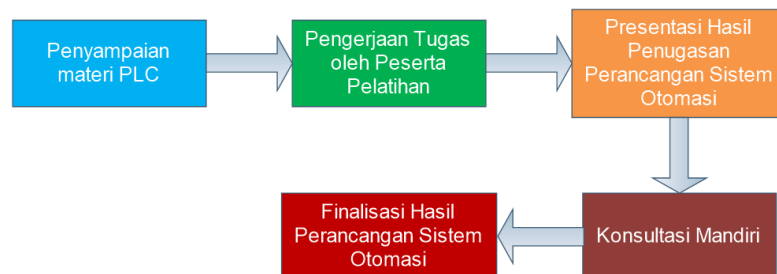 Penyampaian
materi PLC
Pengerjaan Tugas
oleh Peserta
Pelatihan
Presentasi Hasil
Penugasan
Perancangan Sistem
Otomasi
Konsultasi Mandiri
Finalisasi Hasil
Perancangan Sistem
Otomasi